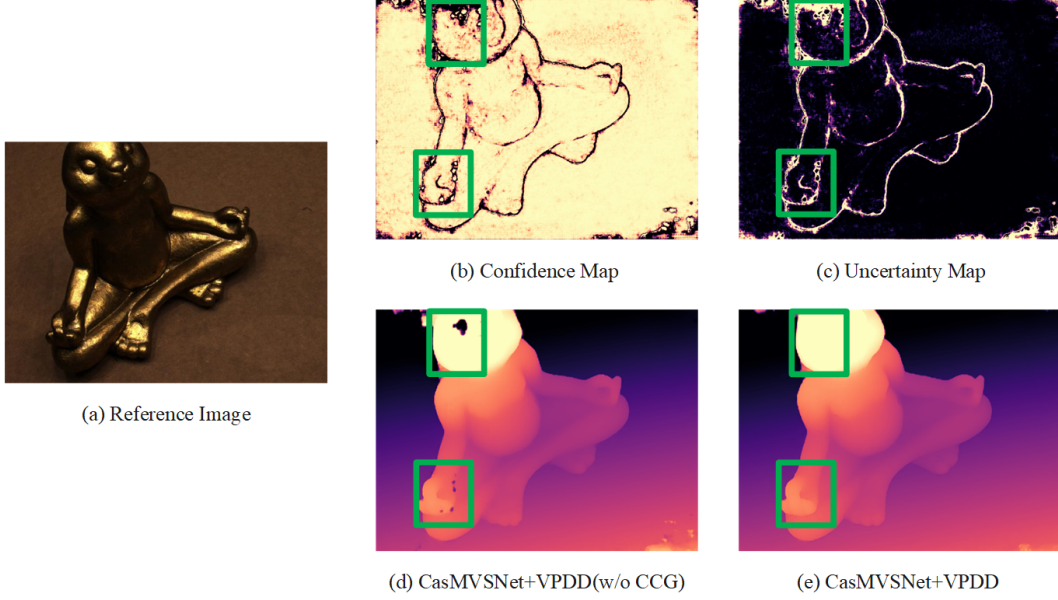 (b) Confidence Map
(c) Uncertainty Map
(a) Reference Image
(d) CasMVSNet+VPDD(w/o CCG)
(e) CasMVSNet+VPDD